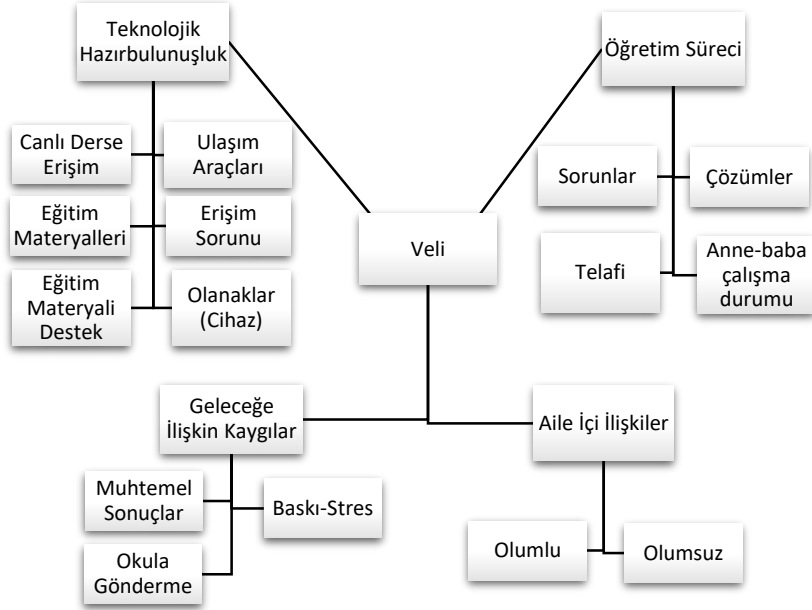 Teknolojik
Hazırbulunuşluk
Canlı Derse
Erişim
Ulaşım
Araçları
Eğitim
Materyalleri
Erişim
Sorunu
Eğitim
Materyali
Destek
Olanaklar
(Cihaz)
Öğretim Süreci
Sorunlar
Çözümler
Telafi
Anne-baba
çalışma
durumu
Veli
Geleceğe
İlişkin Kaygılar
Muhtemel
Sonuçlar
Baskı-Stres
Okula
Gönderme
Aile İçi İlişkiler
Olumlu
Olumsuz